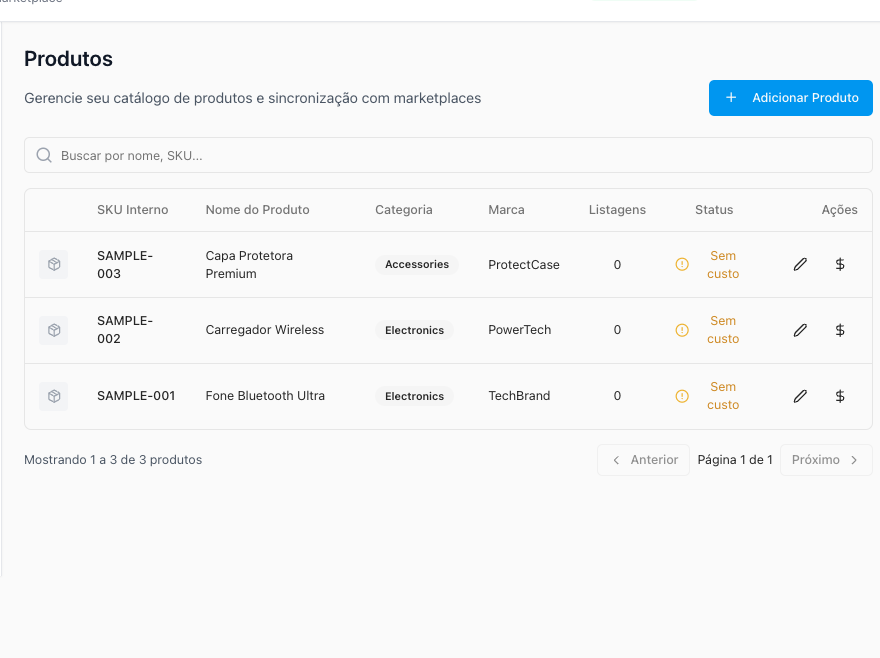 Produtos
Gerencie seu catálogo de produtos e sincronização com marketplaces
+ Adicionar Produto
Buscar por nome, SKU...
SKU Interno Nome do Produto Categoria Marca Listagens Status Ações
SAMPLE-
003
Capa Protetora
Premium
Accessories
ProtectCase
0
Sem
custo
$
SAMPLE-
002
Carregador Wireless
Electronics
PowerTech
0
Sem
custo
$
SAMPLE-001
Fone Bluetooth Ultra
Electronics
TechBrand
0
Sem
custo
$
Mostrando 1 a 3 de 3 produtos
Anterior Página 1 de 1 Próximo